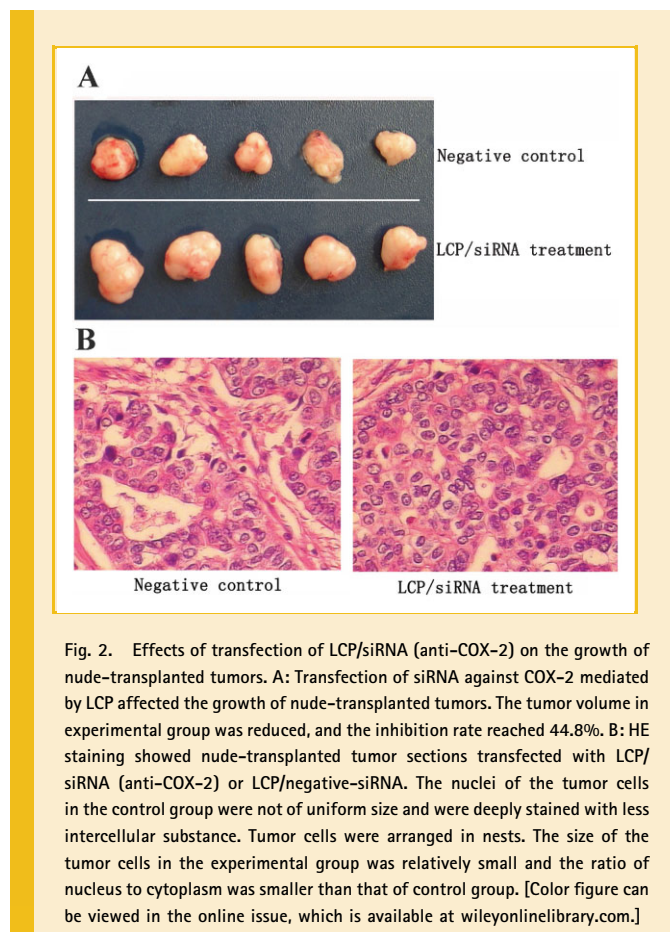 A
Negative control
LCP/siRNA treatment
B
Negative control
LCP/siRNA treatment
Fig. 2. Effects of transfection of LCP/siRNA (anti-COX-2) on the growth of
nude-transplanted tumors. A: Transfection of siRNA against COX-2 mediated
by LCP affected the growth of nude-transplanted tumors. The tumor volume in
experimental group was reduced, and the inhibition rate reached 44.8%. B: HE
staining showed nude-transplanted tumor sections transfected with LCP/
siRNA (anti-COX-2) or LCP/negative-siRNA. The nuclei of the tumor cells
in the control group were not of uniform size and were deeply stained with less
intercellular substance. Tumor cells were arranged in nests. The size of the
tumor cells in the experimental group was relatively small and the ratio of
nucleus to cytoplasm was smaller than that of control group. [Color figure can
be viewed in the online issue, which is available at wileyonlinelibrary.com.]